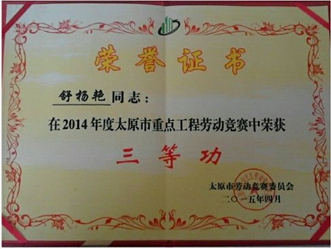 荣誉证书
舒扬艳同志：
在2014年度太原市重点工程劳动竞赛中荣获
三等功
太原市劳动竞赛委员会
二〇一五年四月